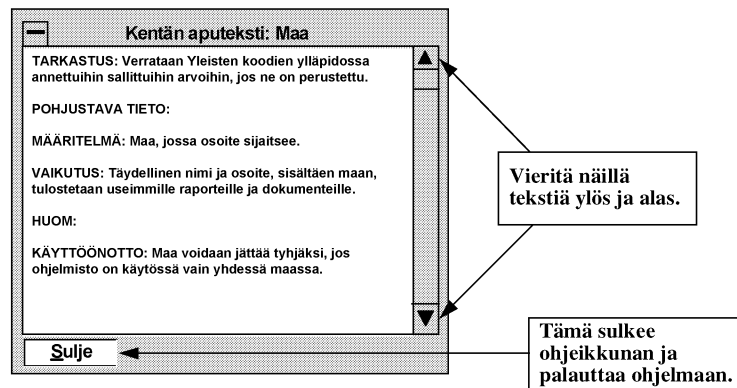 Kentän aputeksti: Maa
TARKASTUS: Verrataan Yleisten koodien ylläpidossa
annettuihin sallittuihin arvoihin, jos ne on perustettu.
POHJUSTAVA TIETO:
MÄÄRITELMÄ: Maa, jossa osoite sijaitsee.
VAIKUTUS: Täydellinen nimi ja osoite, sisältäen maan,
tulostetaan useimmille raporteille ja dokumenteille.
HUOM:
KÄYTTÖÖNOTTO: Maa voidaan jättää tyhjäksi, jos
ohjelmisto on käytössä vain yhdessä maassa.
Sulje
Vieritä näillä
tekstiä ylös ja alas.
Tämä sulkee
ohjeikkunan ja
palauttaa ohjelmaan.